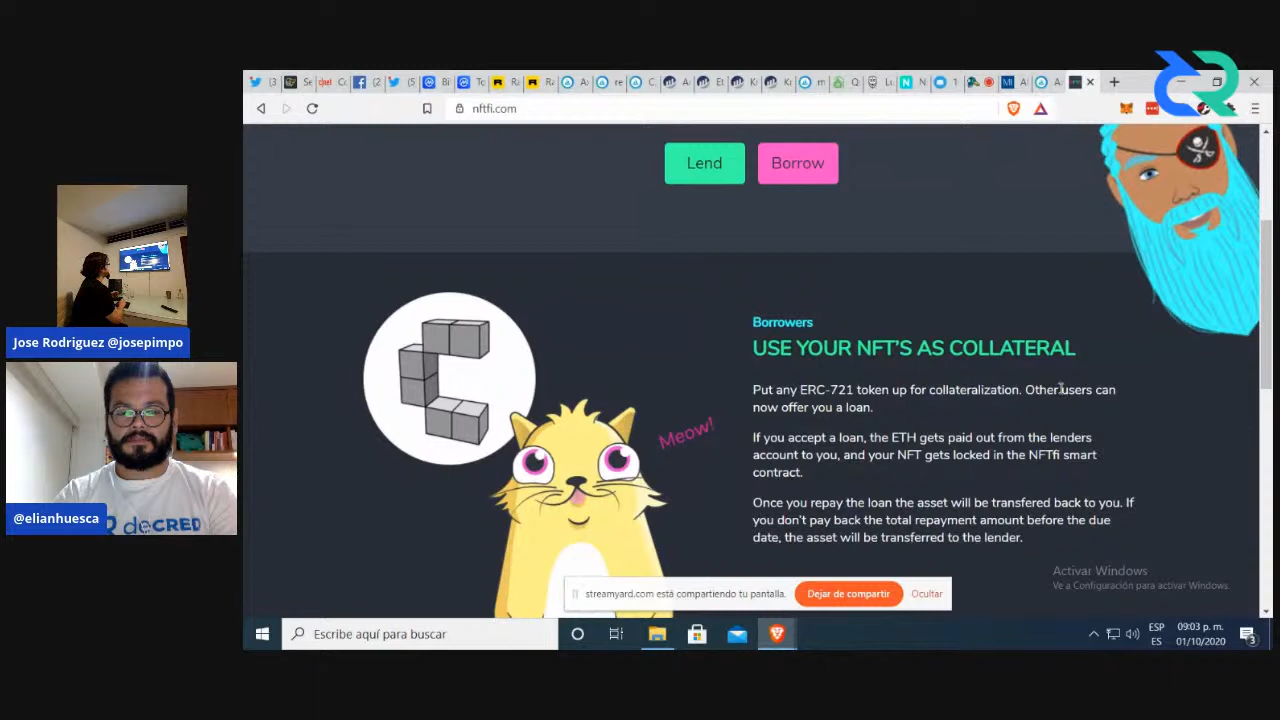 nftfi.com
Lend
Borrow
Borrowers
USE YOUR NFT'S AS COLLATERAL
Put any ERC-721 token up for collateralization. Other users can
now offer you a loan.
If you accept a loan, the ETH gets paid out from the lenders
account to you, and your NFT gets locked in the NFTfi smart
contract.
Once you repay the loan the asset will be transfered back to you. If
you don't pay back the total repayment amount before the due
date, the asset will be transferred to the lender.
Meow!
Jose Rodriguez @josepimpo
@elianhuesca
decRED
Activar Windows
Ve a Configuración para activar Windows.
streamyard.com está compartiendo tu pantalla.
Dejar de compartir
Ocultar
Escribe aquí para buscar
ESP
ES
09:03 p. m.
01/10/2020
3